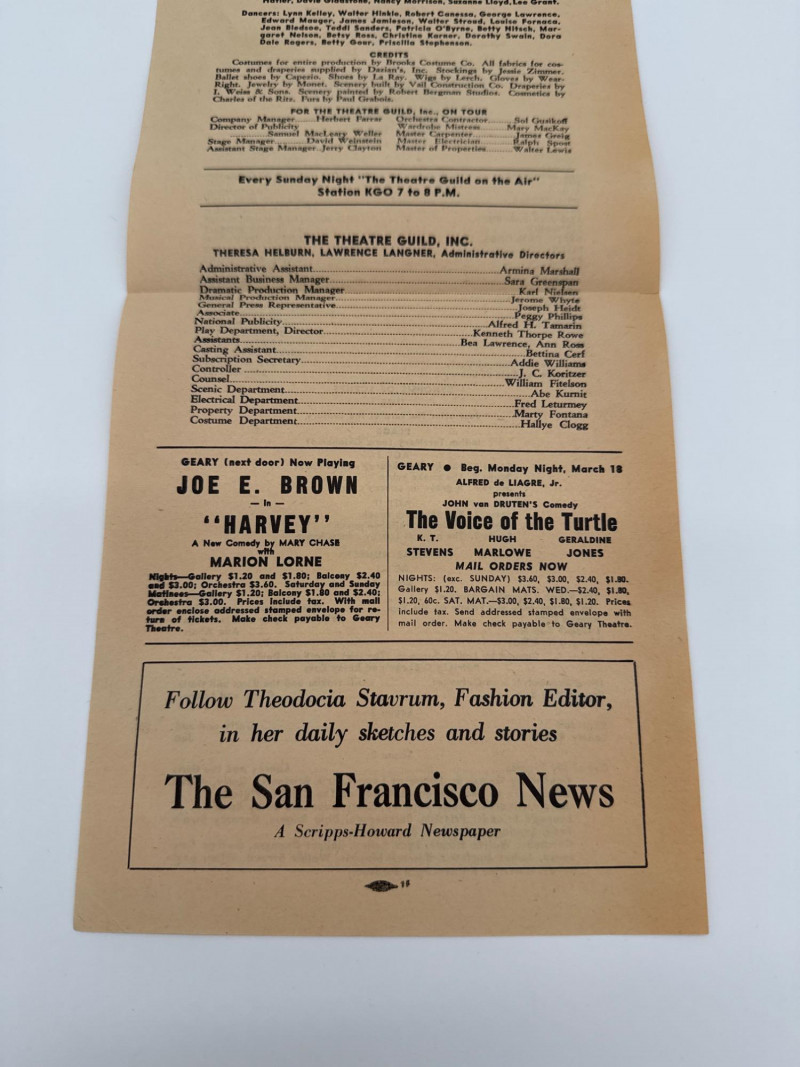 Hafler, David Gladstone, Nancy Morrison, Suzanne Lloyd, Lee Grant.
Dancers: Lynn Kelley, Walter Hinkle, Robert Canessa, George Lawrence,
Edward Mauger, James Jamieson, Walter Stroud, Louise Fornaca,
Jean Bledsoe, Teddi Sanders, Patricia O'Byrne, Betty Hitsch, Mar-
garet Nelson, Betsy Ross, Christine Karner, Dorothy Swain, Dora
Dale Rogers, Betty Gour, Priscilla Stephenson.
CREDITS
Costumes for entire production by Brooks Costume Co. All fabrics for cos-
tumes and draperies supplied by Dazian's, Inc. Stockings by Jessie Zimmer.
Ballet shoes by Capezio. Shoes by La Ray. Wigs by Lerch. Gloves by Wear-
Right. Jewelry by Monet. Scenery built by Vail Construction Co. Draperies by
I. Weiss & Sons. Scenery painted by Robert Bergman Studios. Cosmetics by
Charles of the Ritz. Furs by Paul
FOR THE THEATRE GUILD, Inc., ON TOUR
Company Manager......Herbert Farrar Orchestra Contractor......Sol Gusikoff
Director of Publicity Wardrobe Mistress......Mary MacKay
......Samuel MacLeary Weller Master Carpenter......James Greig
Stage Manager......David Weinstein Master Electrician......Ralph Spost
Assistant Stage Manager..Jerry Clayton Master of Properties......Walter Lewis
Every Sunday Night "The Theatre Guild on the Air"
Station KGO 7 to 8 P.M.
THE THEATRE GUILD, INC.
THERESA HELBURN, LAWRENCE LANGNER, Administrative Directors
Administrative Assistant......Armina Marshall
Assistant Business Manager......Sara Greenspan
Dramatic Production Manager......Karl Nielsen
Musical Production Manager......Jerome Whyte
General Press Representative......Joseph Heidt
Associate......Peggy Phillips
National Publicity......Alfred H. Tamarin
Play Department, Director......Kenneth Thorpe Rowe
Assistants......Bea Lawrence, Ann Ross
Casting Assistant......Bettina Cerf
Subscription Secretary......Addie Williams
Controller......J. C. Koritzer
Counsel......William Fitelson
Scenic Department......Abe Kurnit
Electrical Department......Fred Leturmey
Property Department......Marty Fontana
Costume Department......Hallye Clogg
GEARY (next door) Now Playing
JOE E. BROWN
— In —
"HARVEY"
A New Comedy by MARY CHASE
with
MARION LORNE
Nights—Gallery $1.20 and $1.80; Balcony $2.40
and $3.00; Orchestra $3.60. Saturday and Sunday
Matinees—Gallery $1.20; Balcony $1.80 and $2.40;
Orchestra $3.00. Prices include tax. With mail
order enclose addressed stamped envelope for re-
turn of tickets. Make check payable to Geary
Theatre.
GEARY ● Beg. Monday Night, March 18
ALFRED de LIAGRE, Jr.
presents
JOHN van DRUTEN'S Comedy
The Voice of the Turtle
K. T. HUGH GERALDINE
STEVENS MARLOWE JONES
MAIL ORDERS NOW
NIGHTS: (exc. SUNDAY) $3.60, $3.00, $2.40, $1.80.
Gallery $1.20. BARGAIN MATS. WED.—$2.40, $1.80,
$1.20, 60c. SAT. MAT.—$3.00, $2.40, $1.80, $1.20. Prices
include tax. Send addressed stamped envelope with
mail order. Make check payable to Geary Theatre.
Follow Theodocia Stavrum, Fashion Editor,
in her daily sketches and stories
The San Francisco News
A Scripps-Howard Newspaper